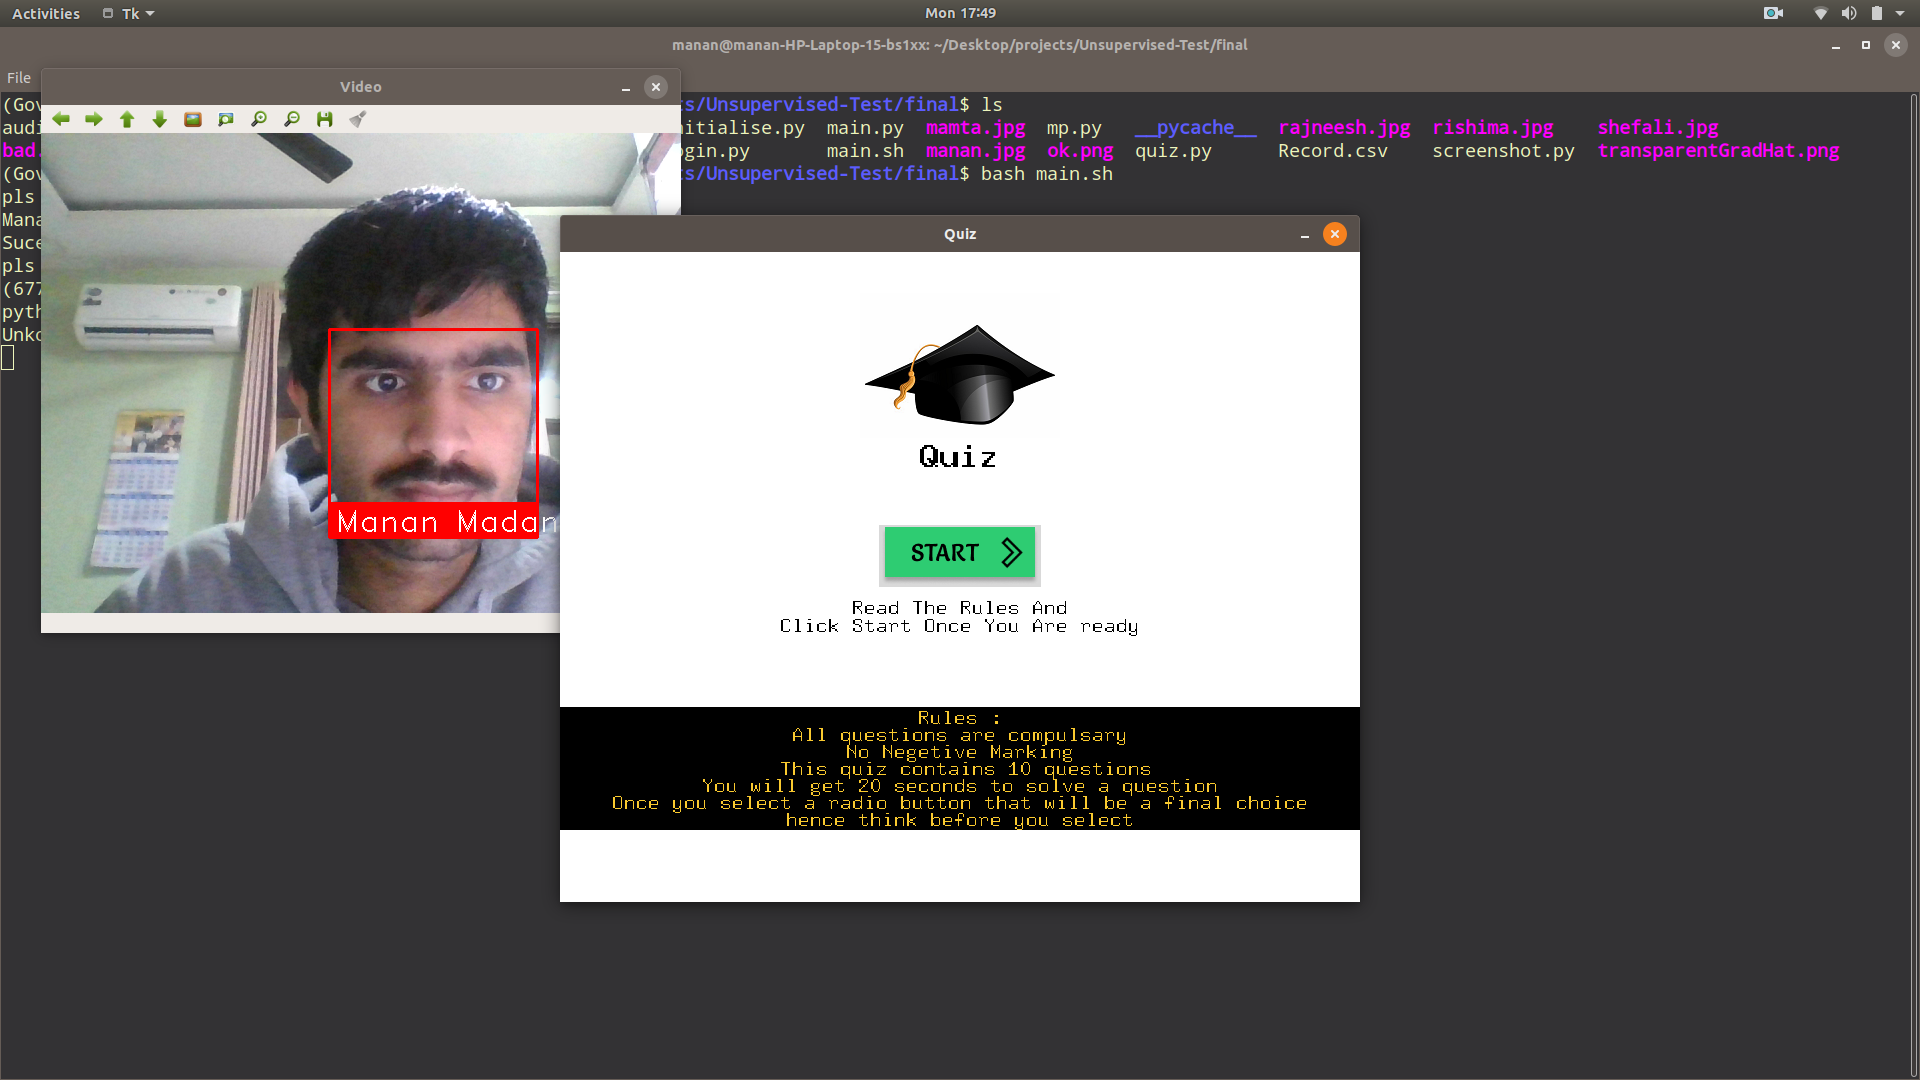 Activities Tk Mon 17:49
manan@manan-HP-Laptop-15-bs1xx: ~/Desktop/projects/Unsupervised-Test/final
File
Video
(Gov s/Unsupervised-Test/final$ ls
audi nitialise.py main.py mamta.jpg mp.py __pycache__ rajneesh.jpg rishima.jpg shefali.jpg
bad. ogin.py main.sh manan.jpg ok.png quiz.py Record.csv screenshot.py transparentGradHat.png
(Gov s/Unsupervised-Test/final$ bash main.sh
pls
Mana
Suce
pls
(677
pyth
Unko
Manan Madan
Quiz
Quiz
START
Read The Rules And
Click Start Once You Are ready
Rules :
All questions are compulsary
No Negetive Marking
This quiz contains 10 questions
You will get 20 seconds to solve a question
Once you select a radio button that will be a final choice
hence think before you select